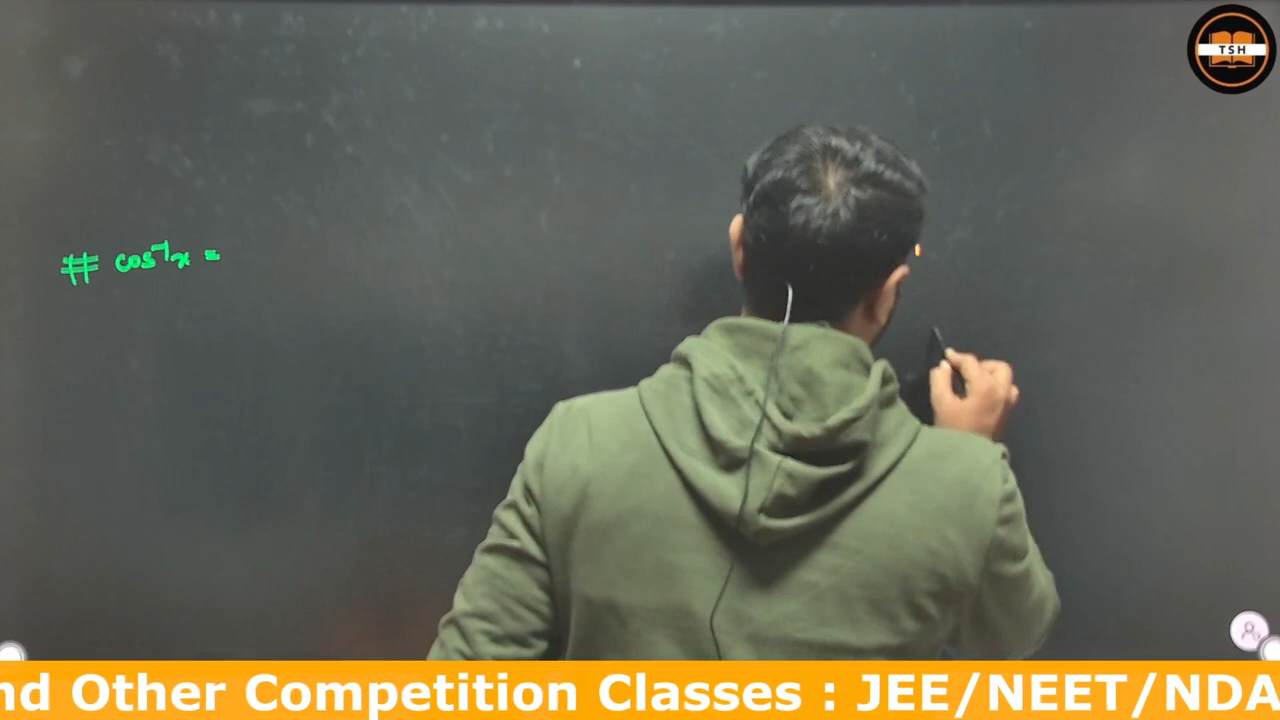 TSH
# cos⁻¹x =
nd Other Competition Classes : JEE/NEET/NDA